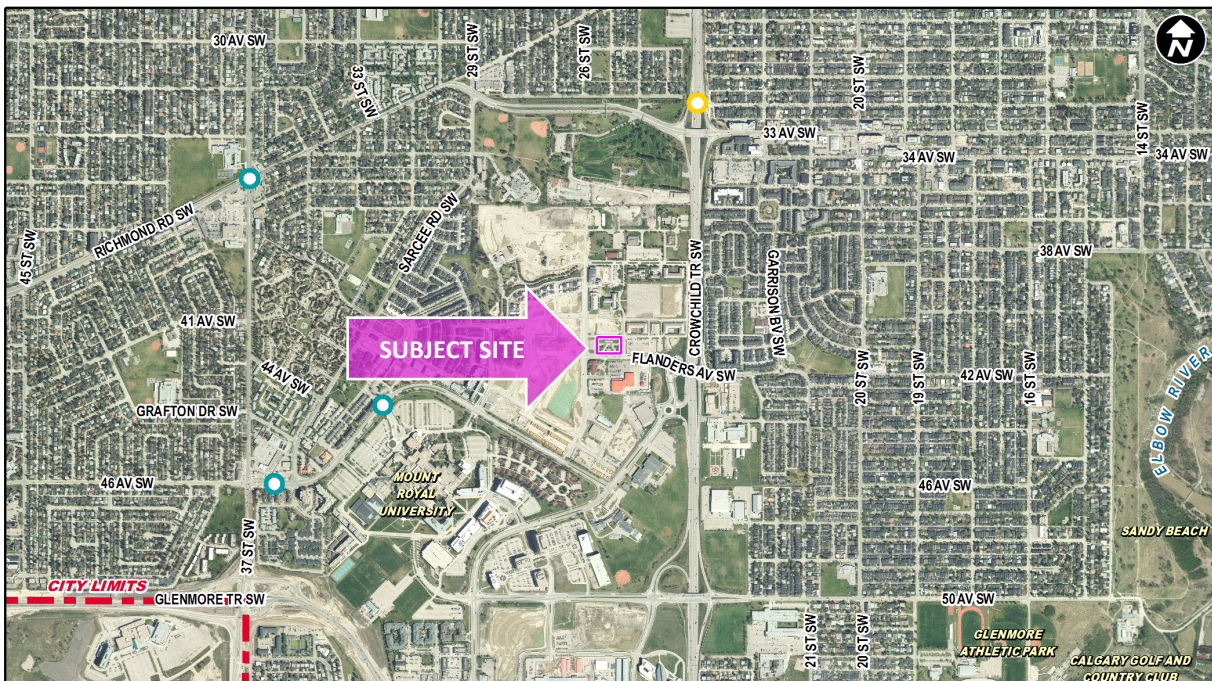 30 AV SW
29 ST SW
26 ST SW
20 ST SW
N
33 ST SW
33 AV SW
14 ST SW
34 AV SW
34 AV SW
RICHMOND RD SW
45 ST SW
SARCEE RD SW
CROWCHILD TR SW
GARRISON BV SW
38 AV SW
41 AV SW
SUBJECT SITE
FLANDERS AV SW
44 AV SW
20 ST SW
19 ST SW
42 AV SW
16 ST SW
ELBOW RIVER
GRAFTON DR SW
46 AV SW
MOUNT
ROYAL
UNIVERSITY
46 AV SW
SANDY BEACH
37 ST SW
CITY LIMITS
GLENMORE TR SW
50 AV SW
21 ST SW
20 ST SW
GLENMORE
ATHLETIC PARK
CALGARY GOLF AND
COUNTRY CLUB